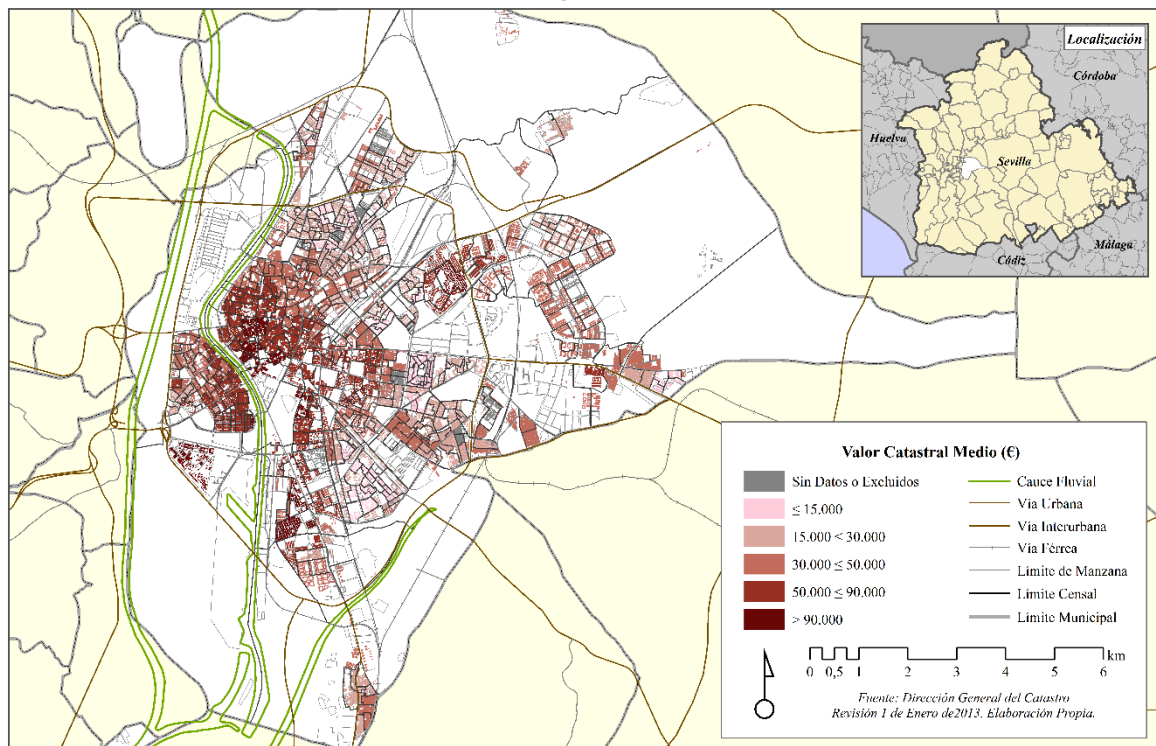 Localización
Córdoba
Huelva
Sevilla
Málaga
Cádiz
Valor Catastral Medio (€)
Sin Datos o Excluidos
≤ 15.000
15.000 < 30.000
30.000 ≤ 50.000
50.000 ≤ 90.000
> 90.000
Cauce Fluvial
Vía Urbana
Vía Interurbana
Vía Férrea
Límite de Manzana
Límite Censal
Límite Municipal
km
0 0,5 1 2 3 4 5 6
Fuente: Dirección General del Catastro
Revisión 1 de Enero de2013. Elaboración Propia.